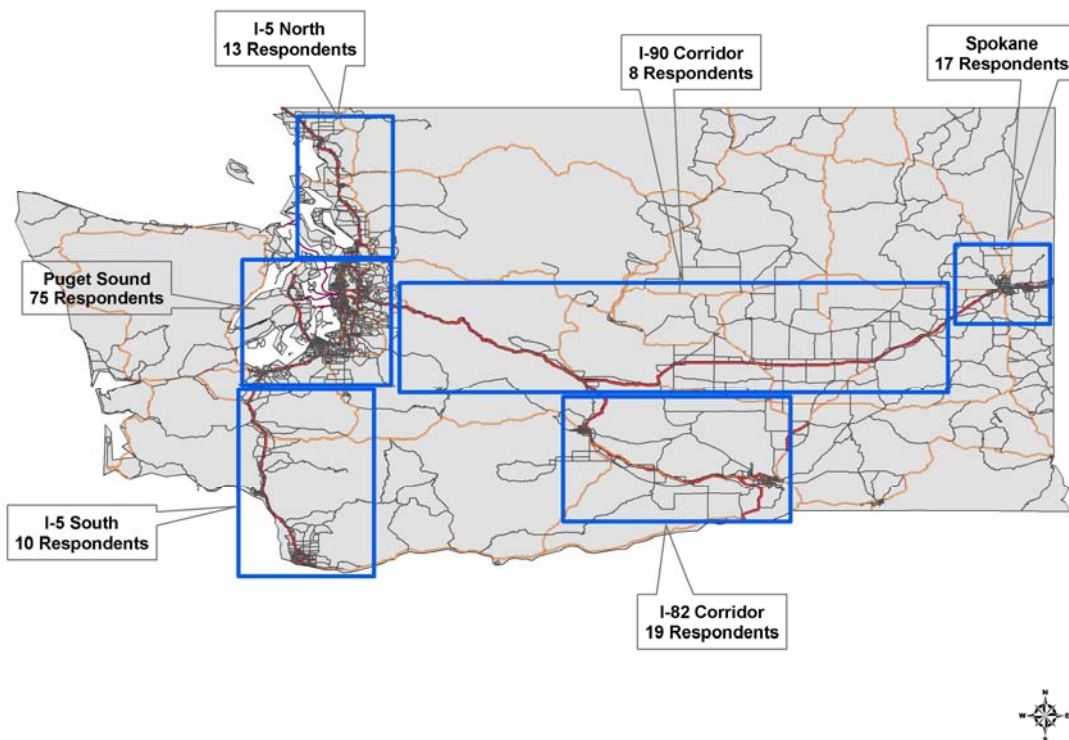 I-5 North
13 Respondents
I-90 Corridor
8 Respondents
Spokane
17 Respondents
Puget Sound
75 Respondents
I-5 South
10 Respondents
I-82 Corridor
19 Respondents
N
W
E
S